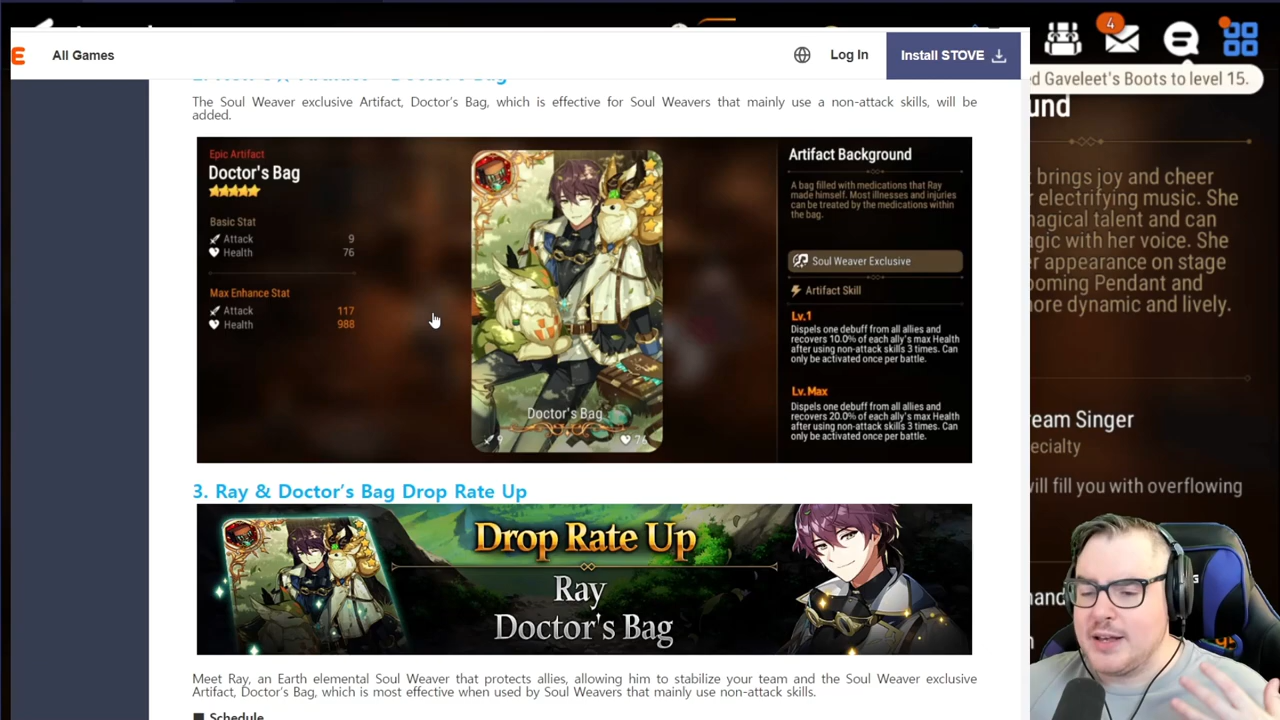 4
E
All Games
Log In
Install STOVE
ed Gaveleet's Boots to level 15.
und
Doctor's Bag
The Soul Weaver exclusive Artifact, Doctor's Bag, which is effective for Soul Weavers that mainly use a non-attack skills, will be
added.
Epic Artifact
Doctor's Bag
Basic Stat
Attack 9
Health 76
Max Enhance Stat
Attack 117
Health 988
Doctor's Bag
9 76
Artifact Background
A bag filled with medications that Ray
made himself. Most illnesses and injuries
can be treated by the medications within
the bag.
Soul Weaver Exclusive
Artifact Skill
Lv.1
Dispels one debuff from all allies and
recovers 10.0% of each ally's max Health
after using non-attack skills 3 times. Can
only be activated once per battle.
Lv.Max
Dispels one debuff from all allies and
recovers 20.0% of each ally's max Health
after using non-attack skills 3 times. Can
only be activated once per battle.
brings joy and cheer
electrifying music. She
magical talent and can
agic with her voice. She
r appearance on stage
ooming Pendant and
nore dynamic and lively.
eam Singer
ecialty
will fill you with overflowing
3. Ray & Doctor's Bag Drop Rate Up
Drop Rate Up
Ray
Doctor's Bag
Meet Ray, an Earth elemental Soul Weaver that protects allies, allowing him to stabilize your team and the Soul Weaver exclusive
Artifact, Doctor's Bag, which is most effective when used by Soul Weavers that mainly use non-attack skills.
■ Schedule